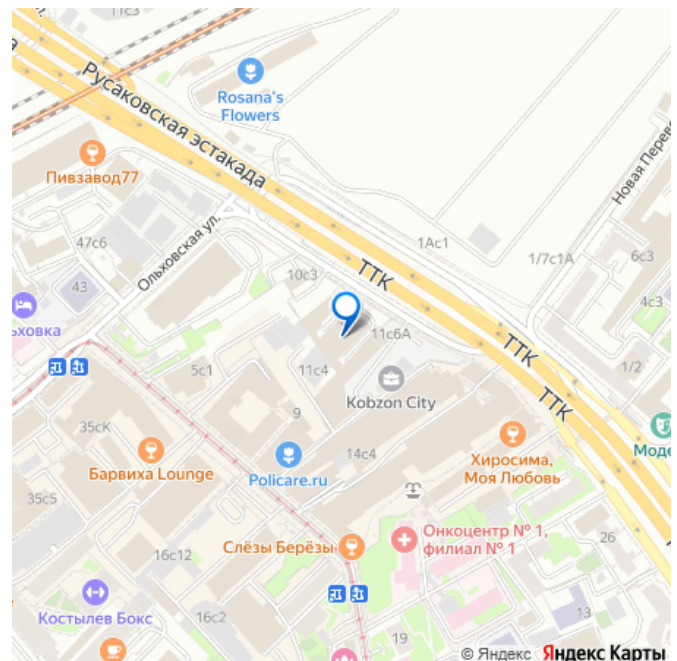 Русаковская эстакада
Rosana's
Flowers
Пивзавод77
Новая Перев
47с6
Ольховская ул.
1Ас1
1/7с1А
6с3
10с3
ТТК
43
4с3
ьховка
11с6А
ТТК
5с1
11с4
1/2
Kobzon City
ТТК
9
35сК
Моде
14с4
Хиросима,
Моя Любовь
Барвиха Lounge
Policare.ru
35с5
Онкоцентр № 1,
филиал № 1
26
Слёзы Берёзы
16с12
Костылев Бокс
16с2
13
19
© Яндекс Яндекс Карты